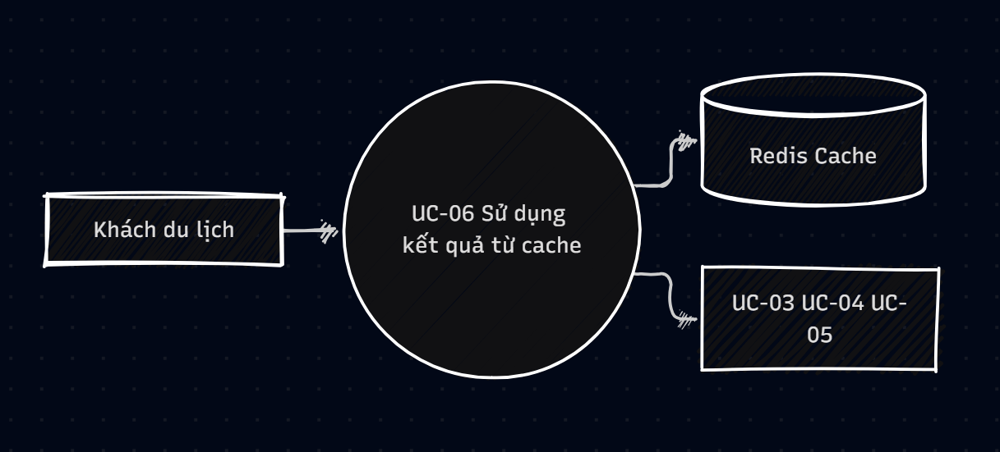 Khách du lịch
UC-06 Sử dụng
kết quả từ cache
Redis Cache
UC-03 UC-04 UC-
05